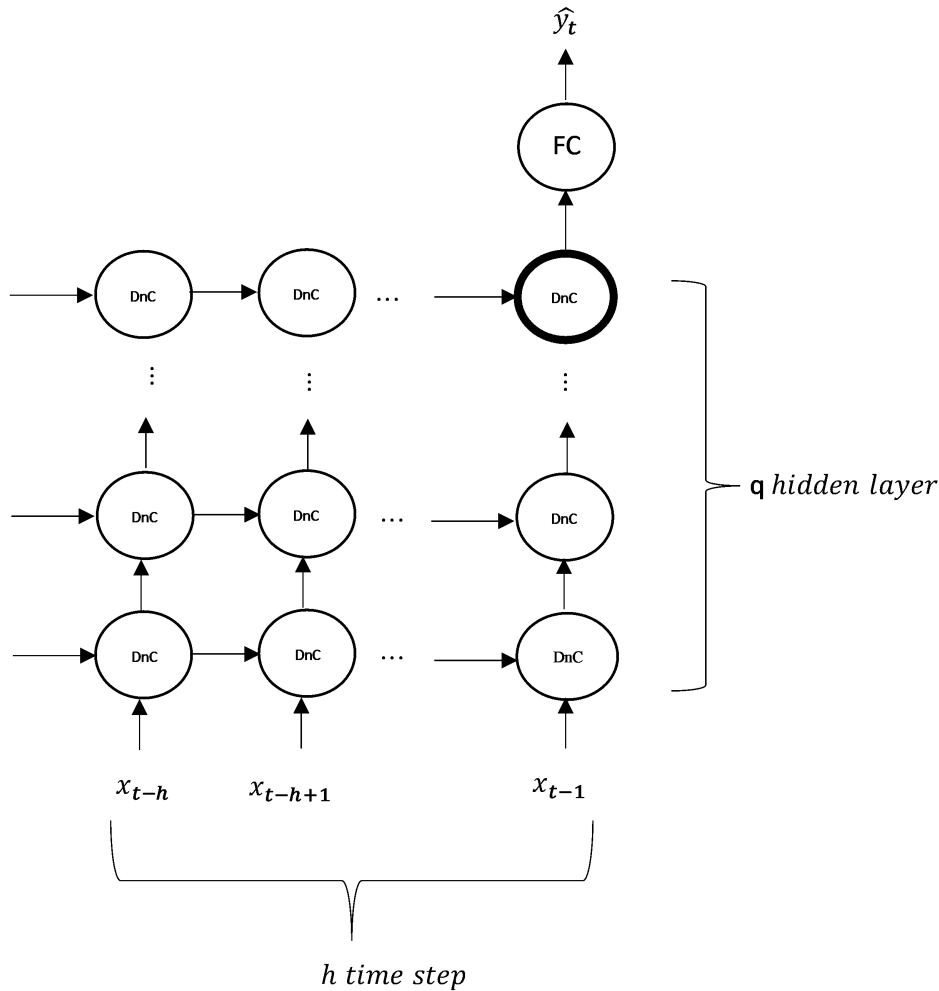 ŷₜ
FC
DnC DnC … DnC
⋮ ⋮ ⋮
DnC DnC … DnC
q hidden layer
DnC DnC … DnC
xₜ₋ₕ xₜ₋ₕ₊₁ xₜ₋₁
h time step